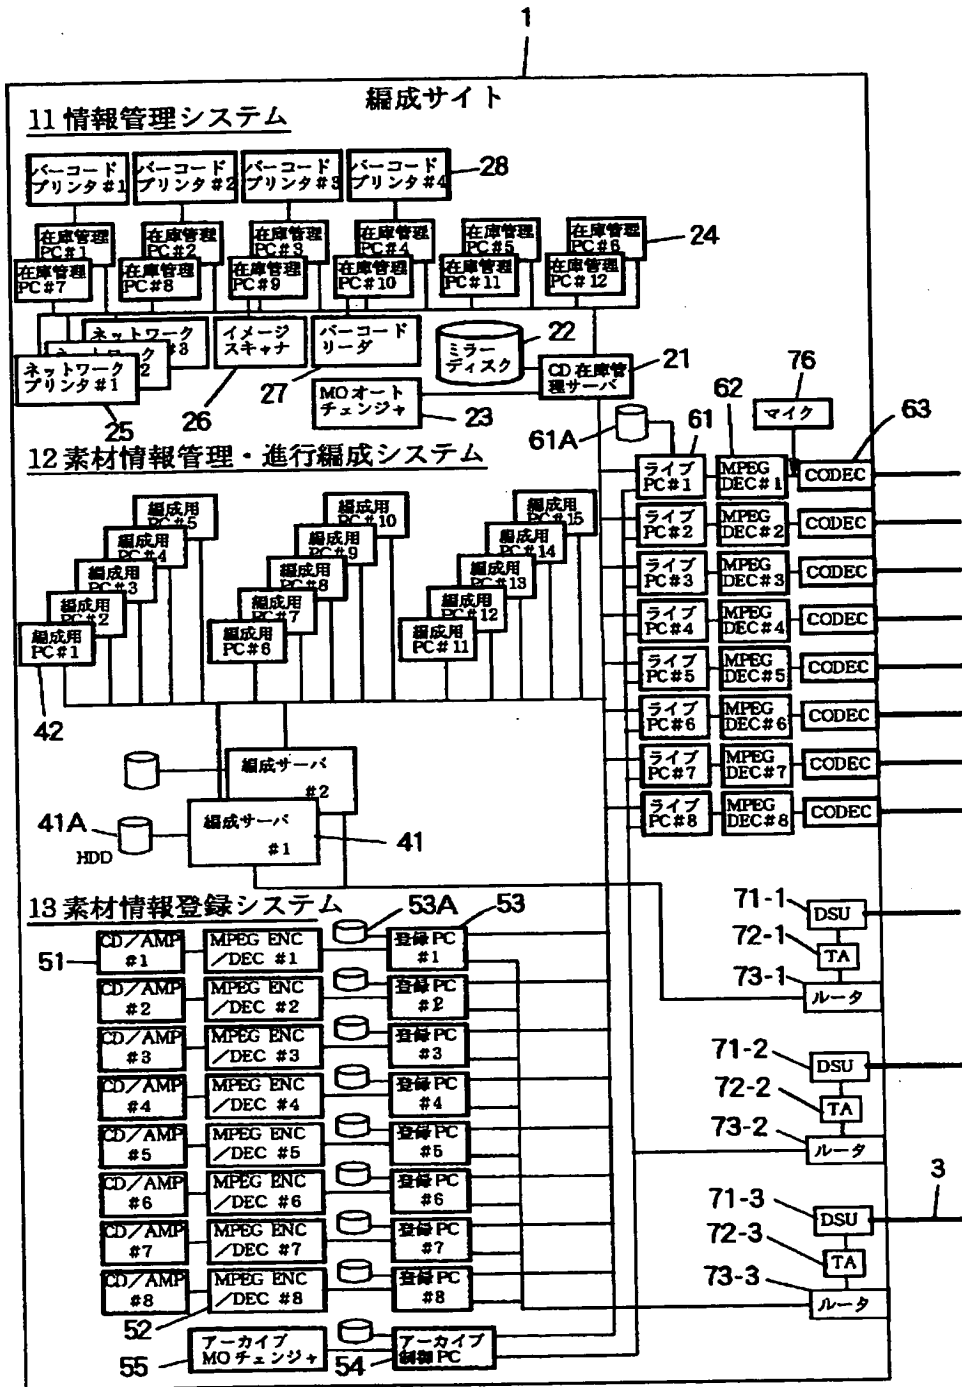 1
編成サイト
11 情報管理システム
バーコード
プリンタ#1
バーコード
プリンタ#2
バーコード
プリンタ#3
バーコード
プリンタ#4
28
在庫管理
PC#1
在庫管理
PC#2
在庫管理
PC#3
在庫管理
PC#4
在庫管理
PC#5
在庫管理
PC#6
24
在庫管理
PC#7
在庫管理
PC#8
在庫管理
PC#9
在庫管理
PC#10
在庫管理
PC#11
在庫管理
PC#12
ネットワーク
#3
2
ネットワーク
プリンタ#1
25
イメージ
スキャナ
26
バーコード
リーダ
27
ミラー
ディスク
22
CD在庫管
理サーバ
21
MOオート
チェンジャ
23
12 素材情報管理・進行編成システム
編成用
PC#5
編成用
PC#4
編成用
PC#3
編成用
PC#2
編成用
PC#1
42
編成用
PC#10
編成用
PC#9
編成用
PC#8
編成用
PC#7
編成用
PC#6
編成用
PC#15
編成用
PC#14
編成用
PC#13
編成用
PC#12
編成用
PC#11
編成サーバ
#2
編成サーバ
#1
41
41A
HDD
61A
61
62
76
マイク
63
ライブ
PC#1
MPEG
DEC#1
CODEC
ライブ
PC#2
MPEG
DEC#2
CODEC
ライブ
PC#3
MPEG
DEC#3
CODEC
ライブ
PC#4
MPEG
DEC#4
CODEC
ライブ
PC#5
MPEG
DEC#5
CODEC
ライブ
PC#6
MPEG
DEC#6
CODEC
ライブ
PC#7
MPEG
DEC#7
CODEC
ライブ
PC#8
MPEG
DEC#8
CODEC
13 素材情報登録システム
53A
53
51
CD/AMP
#1
MPEG ENC
/DEC #1
登録PC
#1
CD/AMP
#2
MPEG ENC
/DEC #2
登録PC
#2
CD/AMP
#3
MPEG ENC
/DEC #3
登録PC
#3
CD/AMP
#4
MPEG ENC
/DEC #4
登録PC
#4
CD/AMP
#5
MPEG ENC
/DEC #5
登録PC
#5
CD/AMP
#6
MPEG ENC
/DEC #6
登録PC
#6
CD/AMP
#7
MPEG ENC
/DEC #7
登録PC
#7
CD/AMP
#8
MPEG ENC
/DEC #8
登録PC
#8
52
55
アーカイブ
MOチェンジャ
54
アーカイブ
制御PC
71-1
DSU
72-1
TA
73-1
ルータ
71-2
DSU
72-2
TA
73-2
ルータ
71-3
DSU
3
72-3
TA
73-3
ルータ